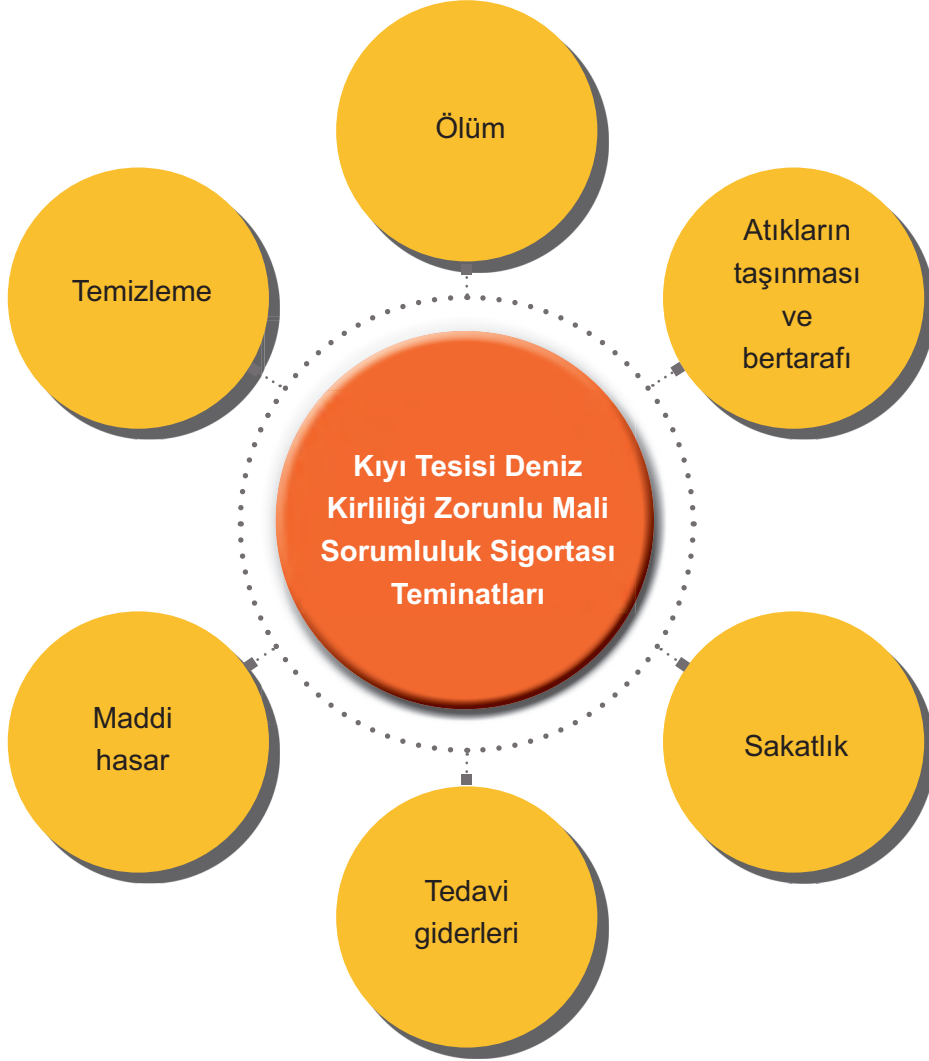 Ölüm
Atıkların
taşınması
ve
bertarafı
Temizleme
Kıyı Tesisi Deniz
Kirliliği Zorunlu Mali
Sorumluluk Sigortası
Teminatları
Maddi
hasar
Sakatlık
Tedavi
giderleri